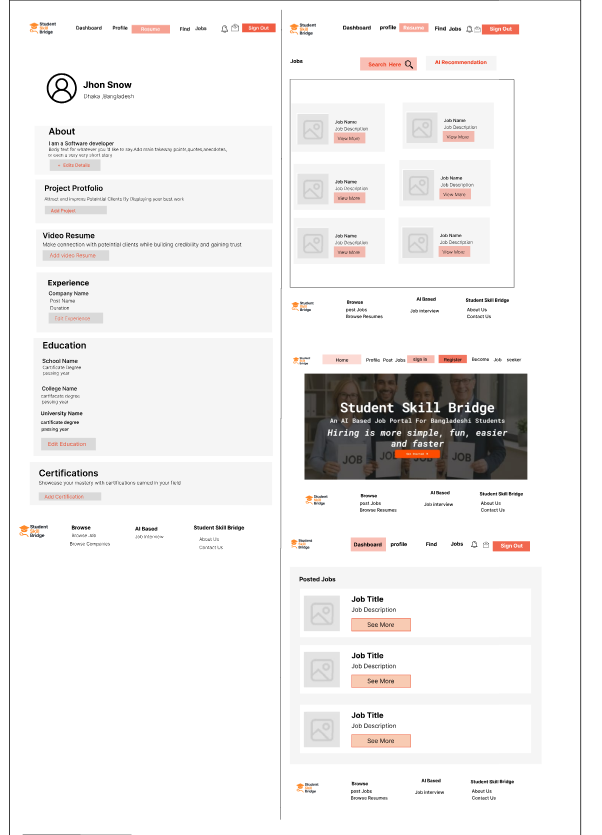 Student
Skill
Bridge
Dashboard Profile Resume Find Jobs Sign Out
Jhon Snow
Dhaka ,Bangladesh
About
I am a Software developer
Body text for whatever you'd like to say.Add main takeaway points,quotes,anecdotes,
or even a very very short story
+ Skills Details
Project Protfolio
Attract and Impress Potential Clients By Displaying your best work
Add Project
Video Resume
Make connection with potential clients while building credibility and gaining trust
Add video Resume
Experience
Company Name
Post Name
Duration
Edit Experience
Education
School Name
Cartificate Degree
passing year
College Name
cartifacate degree
passing year
University Name
cartificate degree
passing year
Edit Education
Certifications
Showcase your mastery with certifications earned in your field
Add Certification
Student
Skill
Bridge
Browse
Browse Job
Browse Companies
AI Based
Job Interview
Student Skill Bridge
About Us
Contact Us
Student
Skill
Bridge
Dashboard profile Resume Find Jobs Sign Out
Jobs
Search Here
AI Recommendation
Job Name
Job Description
View More
Job Name
Job Description
View More
Job Name
Job Description
View More
Job Name
Job Description
View More
Job Name
Job Description
View More
Job Name
Job Description
View More
Student
Skill
Bridge
Browse
post Jobs
Browse Resumes
AI Based
Job interview
Student Skill Bridge
About Us
Contact Us
Student
Skill
Bridge
Home Profile Post Jobs sign In Register Become Job seeker
Student Skill Bridge
An AI Based Job Portal For Bangladeshi Students
Hiring is more simple, fun, easier
and faster
JOB JOB JOB
Student
Skill
Bridge
Browse
post Jobs
Browse Resumes
AI Based
Job interview
Student Skill Bridge
About Us
Contact Us
Student
Skill
Bridge
Dashboard profile Find Jobs Sign Out
Posted Jobs
Job Title
Job Description
See More
Job Title
Job Description
See More
Job Title
Job Description
See More
Student
Skill
Bridge
Browse
post Jobs
Browse Resumes
AI Based
Job interview
Student Skill Bridge
About Us
Contact Us